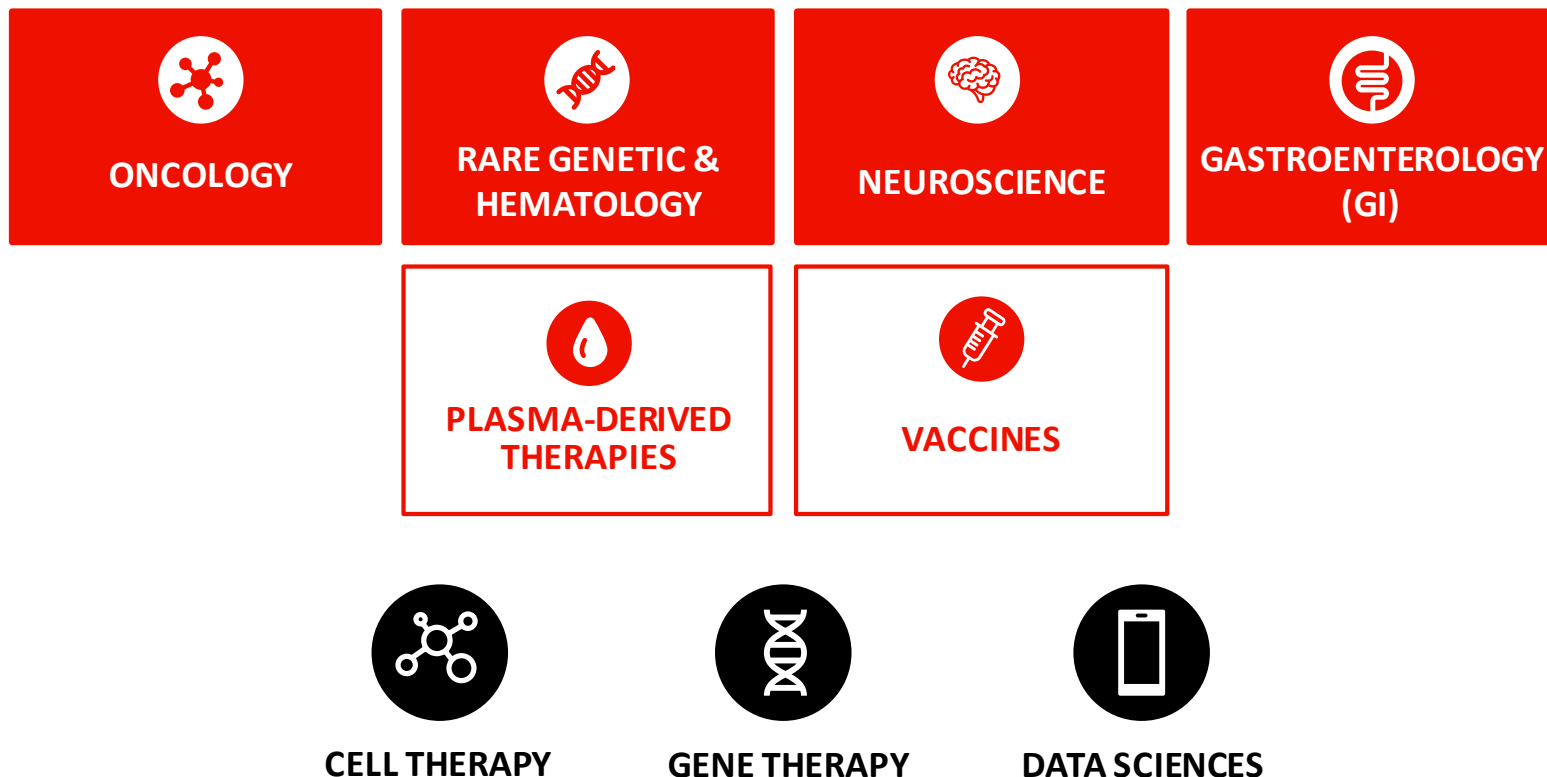 ONCOLOGY
RARE GENETIC &
HEMATOLOGY
NEUROSCIENCE
GASTROENTEROLOGY
(GI)
PLASMA-DERIVED
THERAPIES
VACCINES
CELL THERAPY
GENE THERAPY
DATA SCIENCES